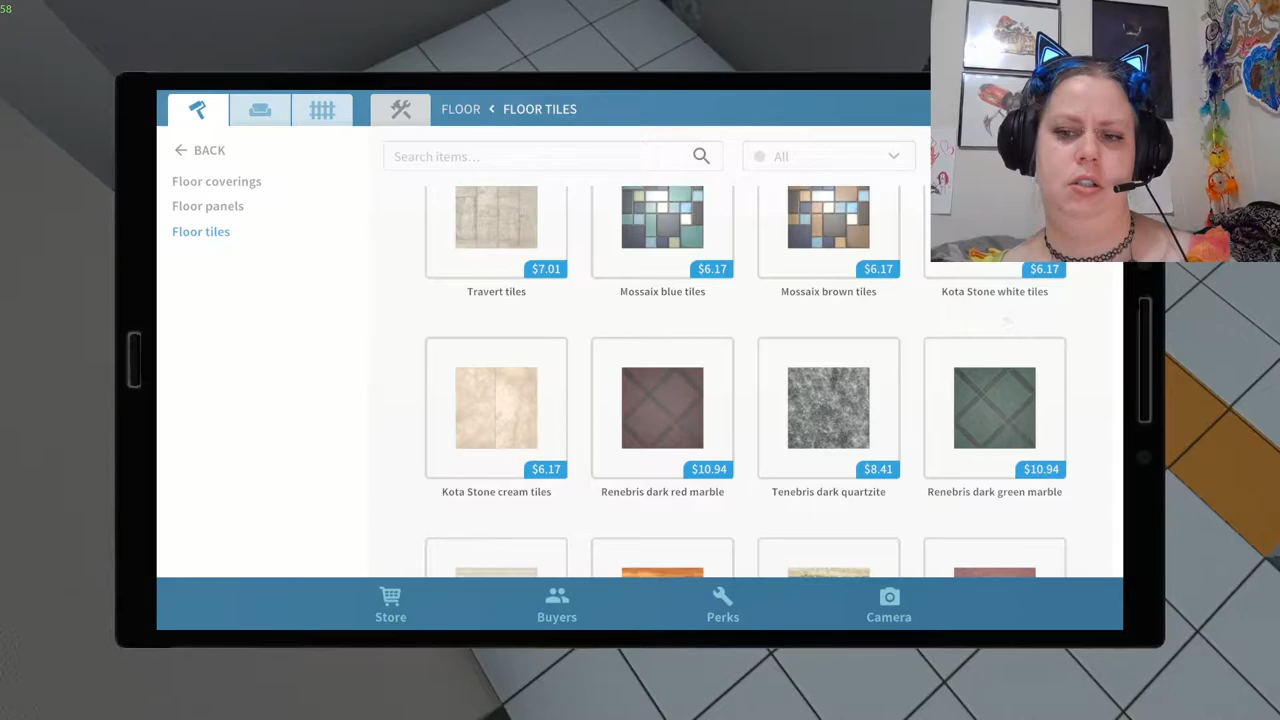 58
FLOOR < FLOOR TILES
BACK
Search items...
All
Floor coverings
Floor panels
Floor tiles
$7.01
$6.17
$6.17
$6.17
Travert tiles
Mossaix blue tiles
Mossaix brown tiles
Kota Stone white tiles
$6.17
$10.94
$8.41
$10.94
Kota Stone cream tiles
Renebris dark red marble
Tenebris dark quartzite
Renebris dark green marble
Store
Buyers
Perks
Camera